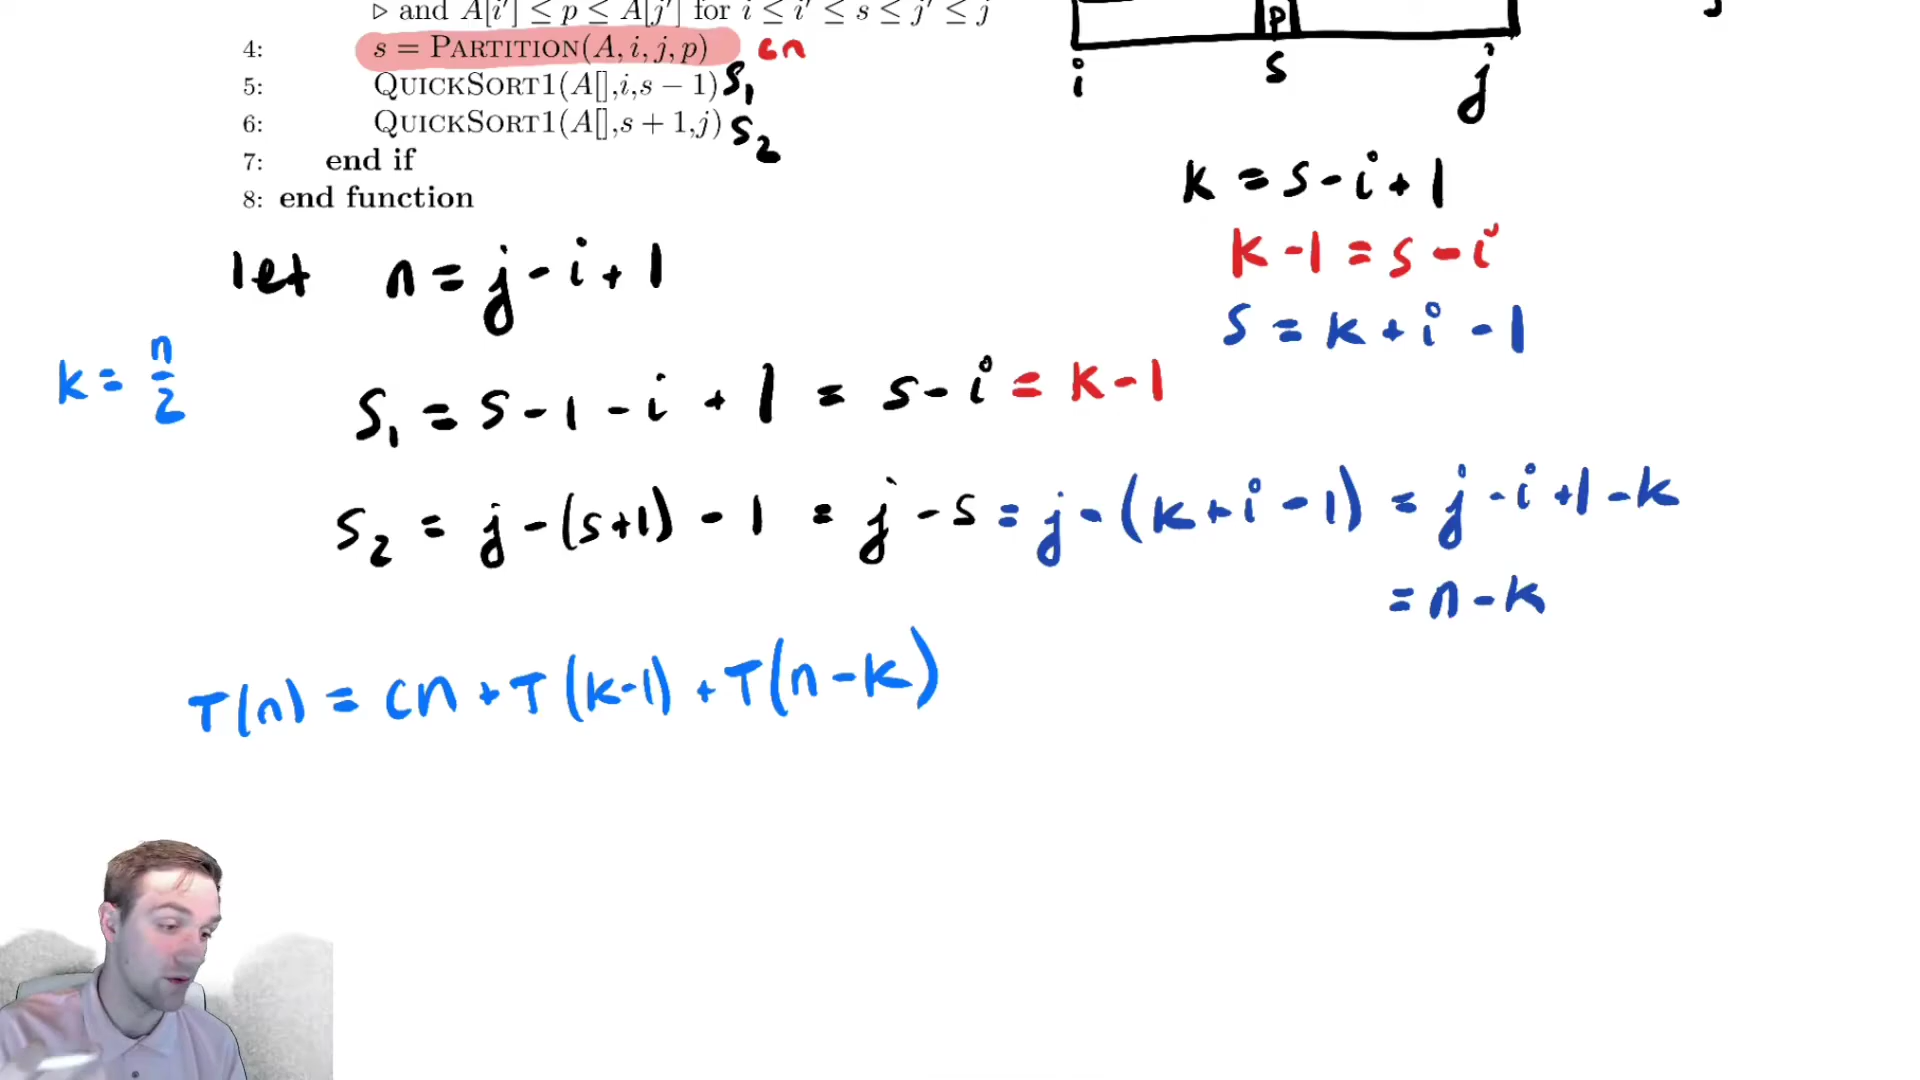 ▷ and A[i'] ≤ p ≤ A[j'] for i ≤ i' ≤ s ≤ j' ≤ j
4: s = PARTITION(A, i, j, p) cn
5: QUICKSORT1(A[],i,s − 1) S₁
6: QUICKSORT1(A[],s + 1,j) S₂
7: end if
8: end function
p
i s j
k = s - i + 1
k - 1 = s - i
s = k + i - 1
let n = j - i + 1
k = n/2
S₁ = s - 1 - i + 1 = s - i = k - 1
S₂ = j - (s+1) - 1 = j - s = j - (k + i - 1) = j - i + 1 - k
= n - k
T(n) = cn + T(k-1) + T(n-k)